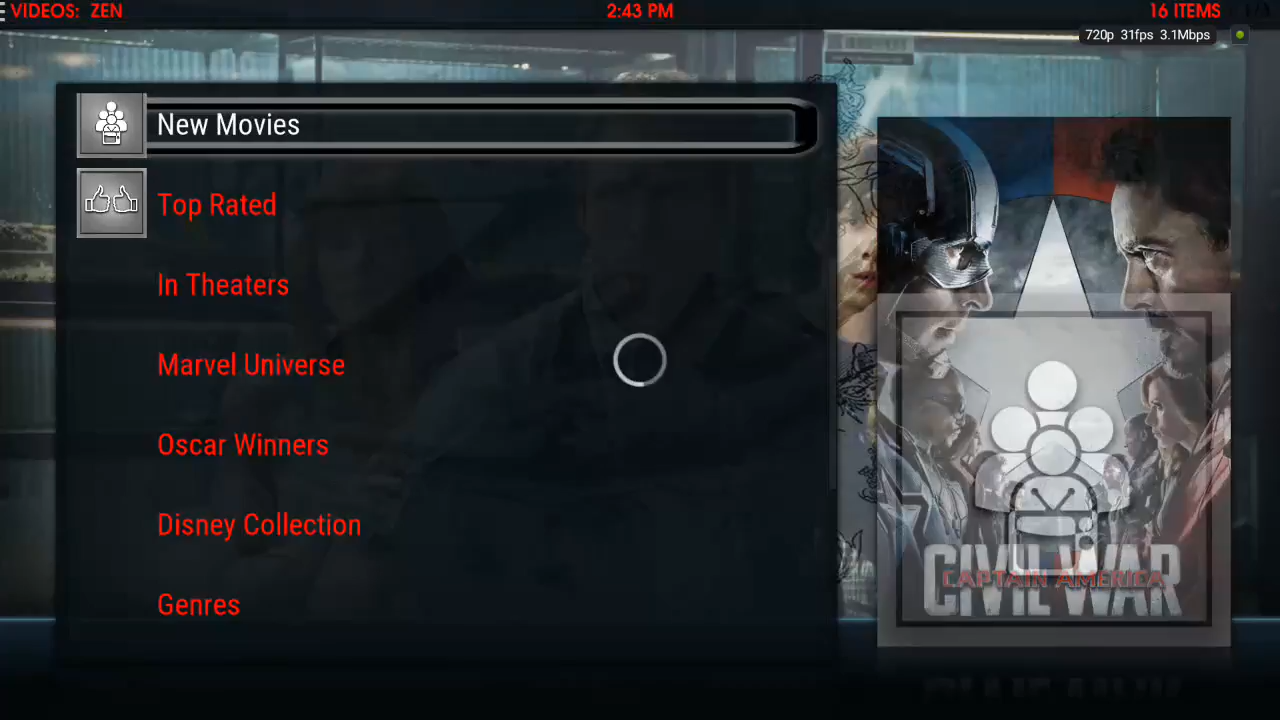 VIDEOS: ZEN
2:43 PM
16 ITEMS
720p 31fps 3.1Mbps
New Movies
Top Rated
In Theaters
Marvel Universe
Oscar Winners
Disney Collection
Genres
CAPTAIN AMERICA
CIVIL WAR